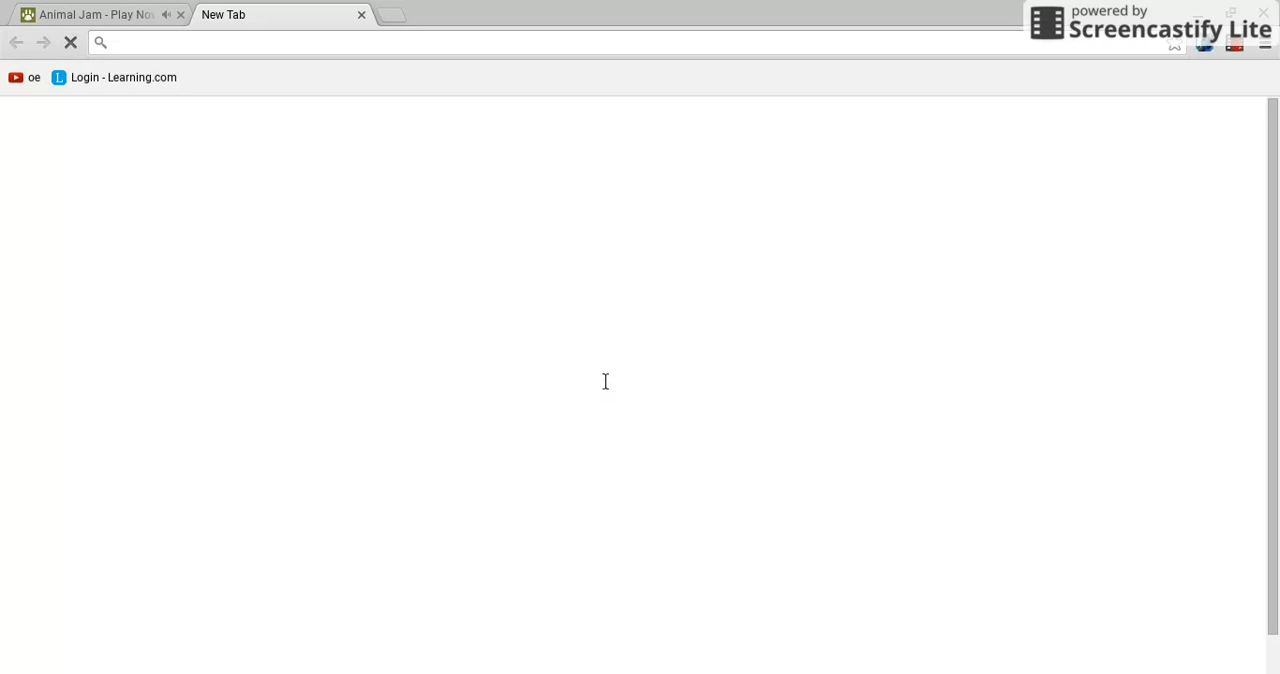 Animal Jam - Play No
New Tab
powered by
Screencastify Lite
oe
L Login - Learning.com